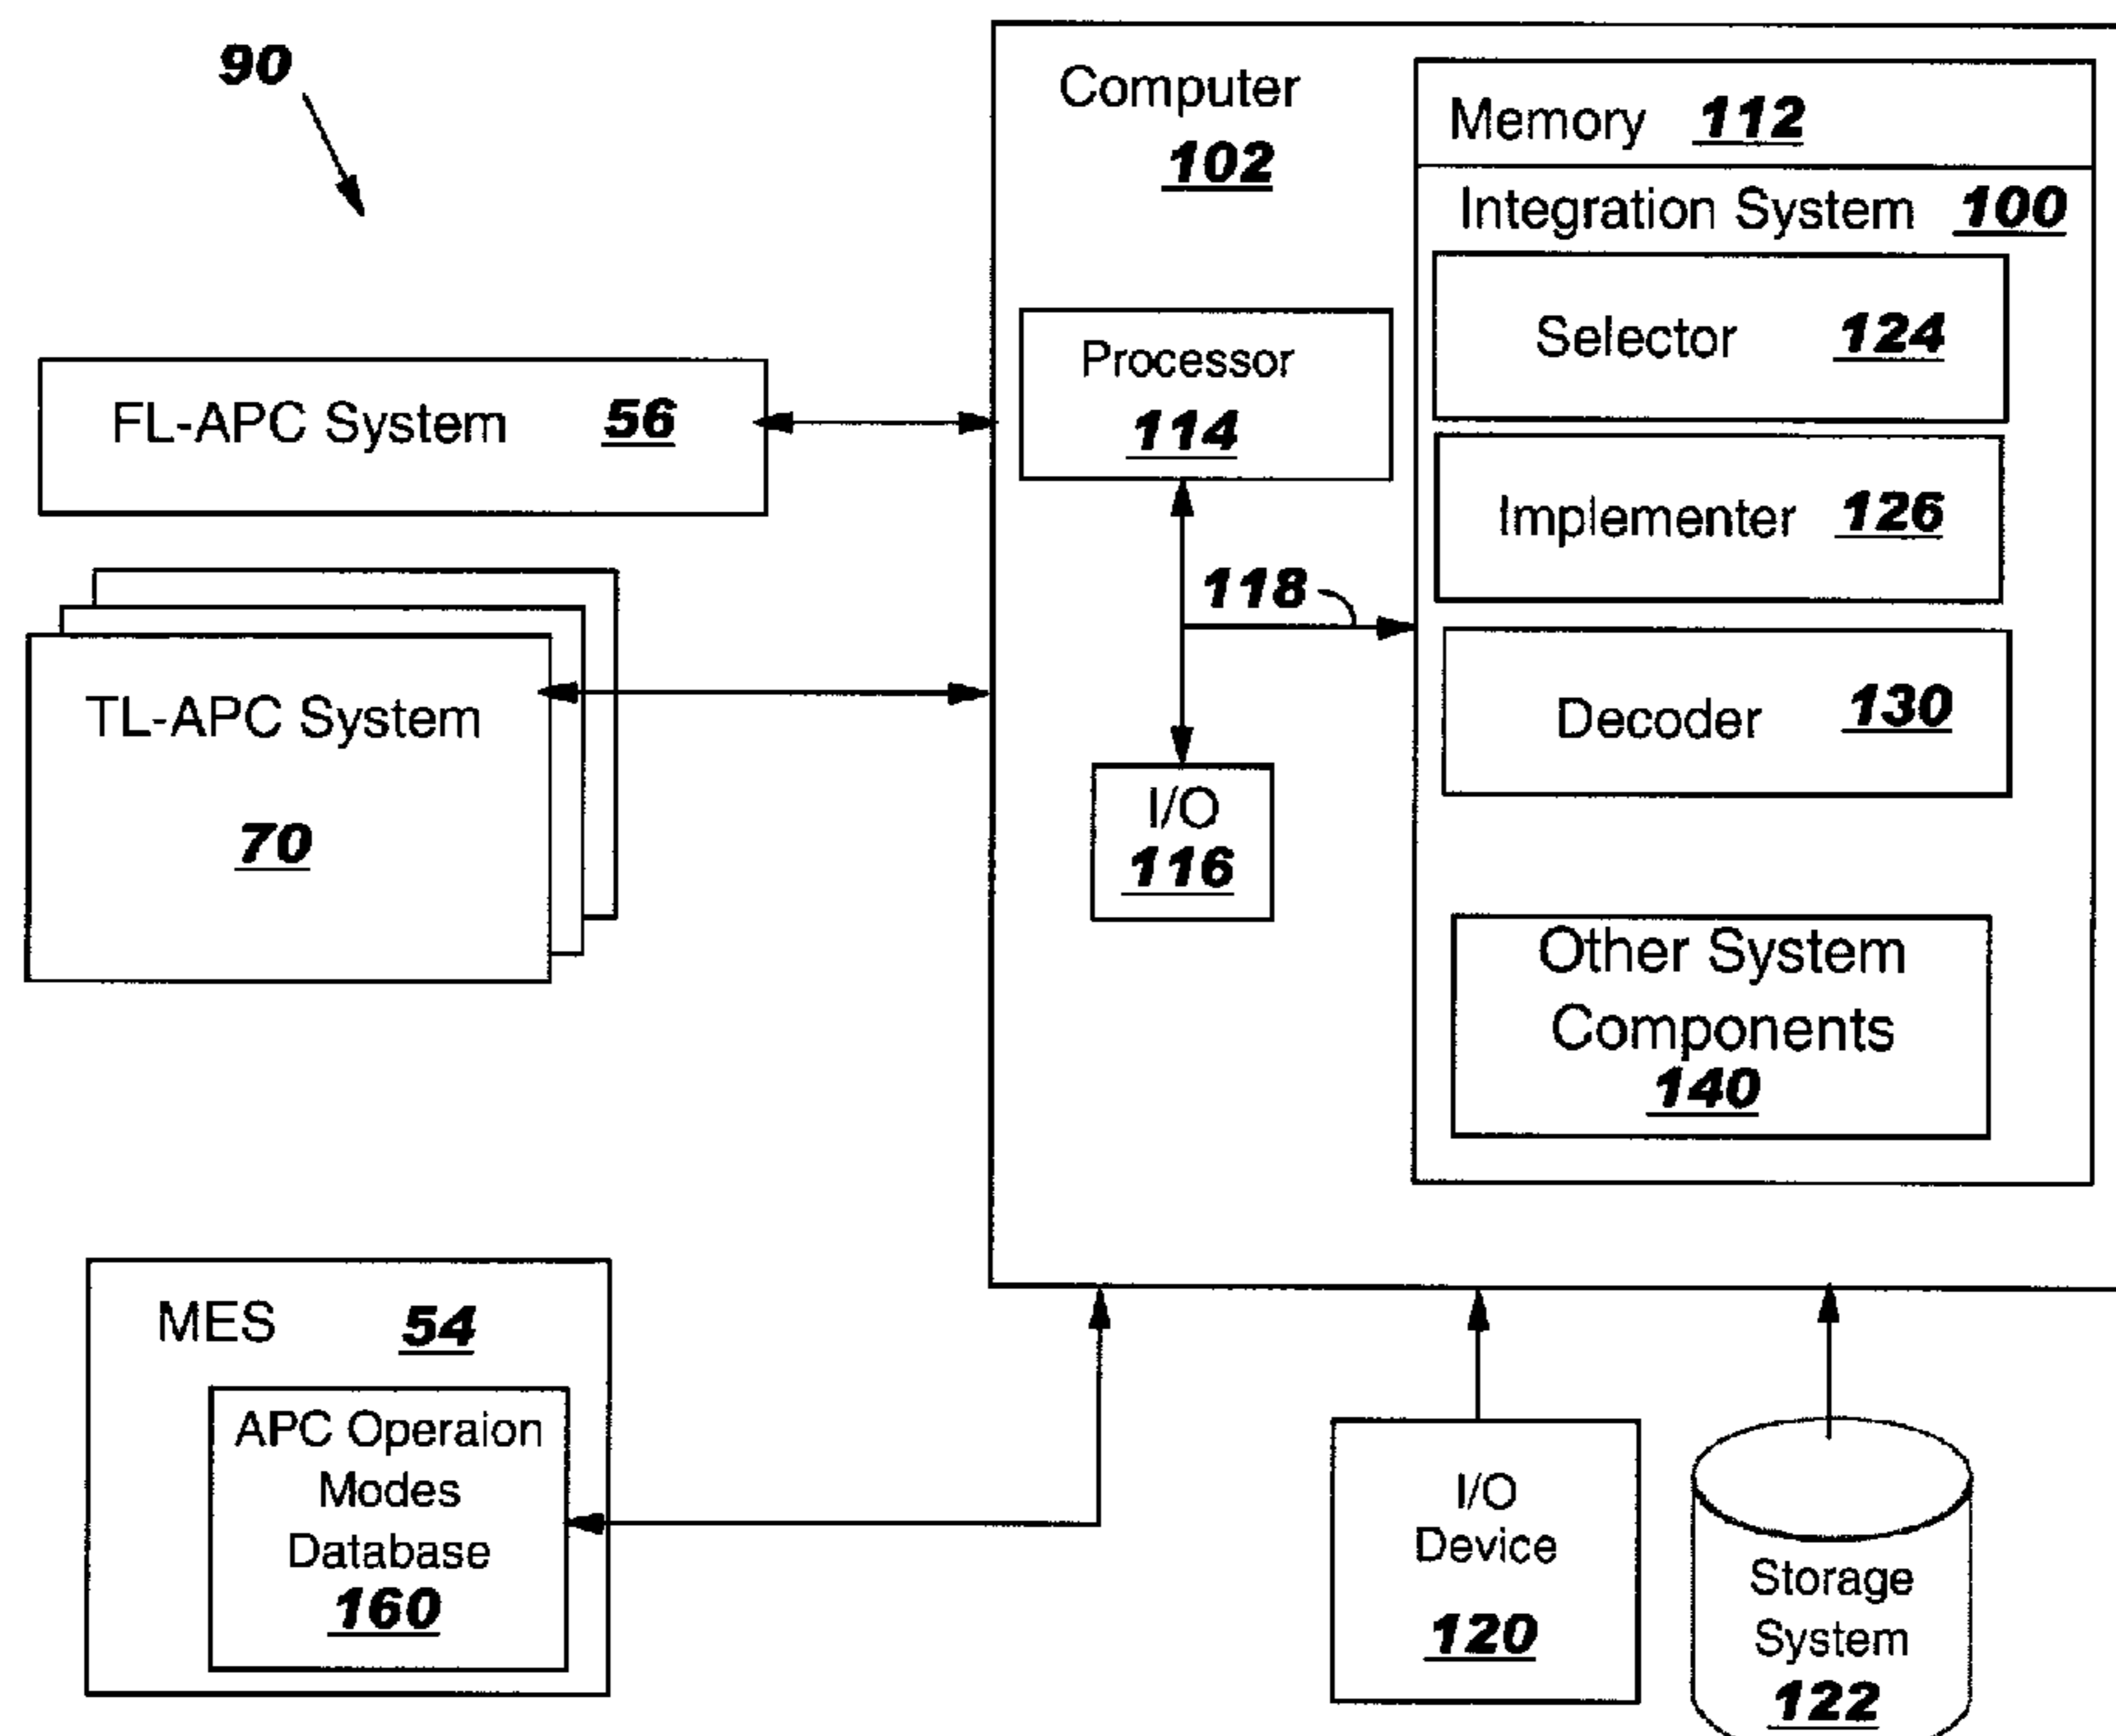 90
Computer
102
Memory 112
Integration System 100
Selector 124
Processor
114
FL-APC System 56
Implementer 126
118
TL-APC System
70
Decoder 130
I/O
116
Other System
Components
140
MES 54
APC Operaion
Modes
Database
160
I/O
Device
120
Storage
System
122